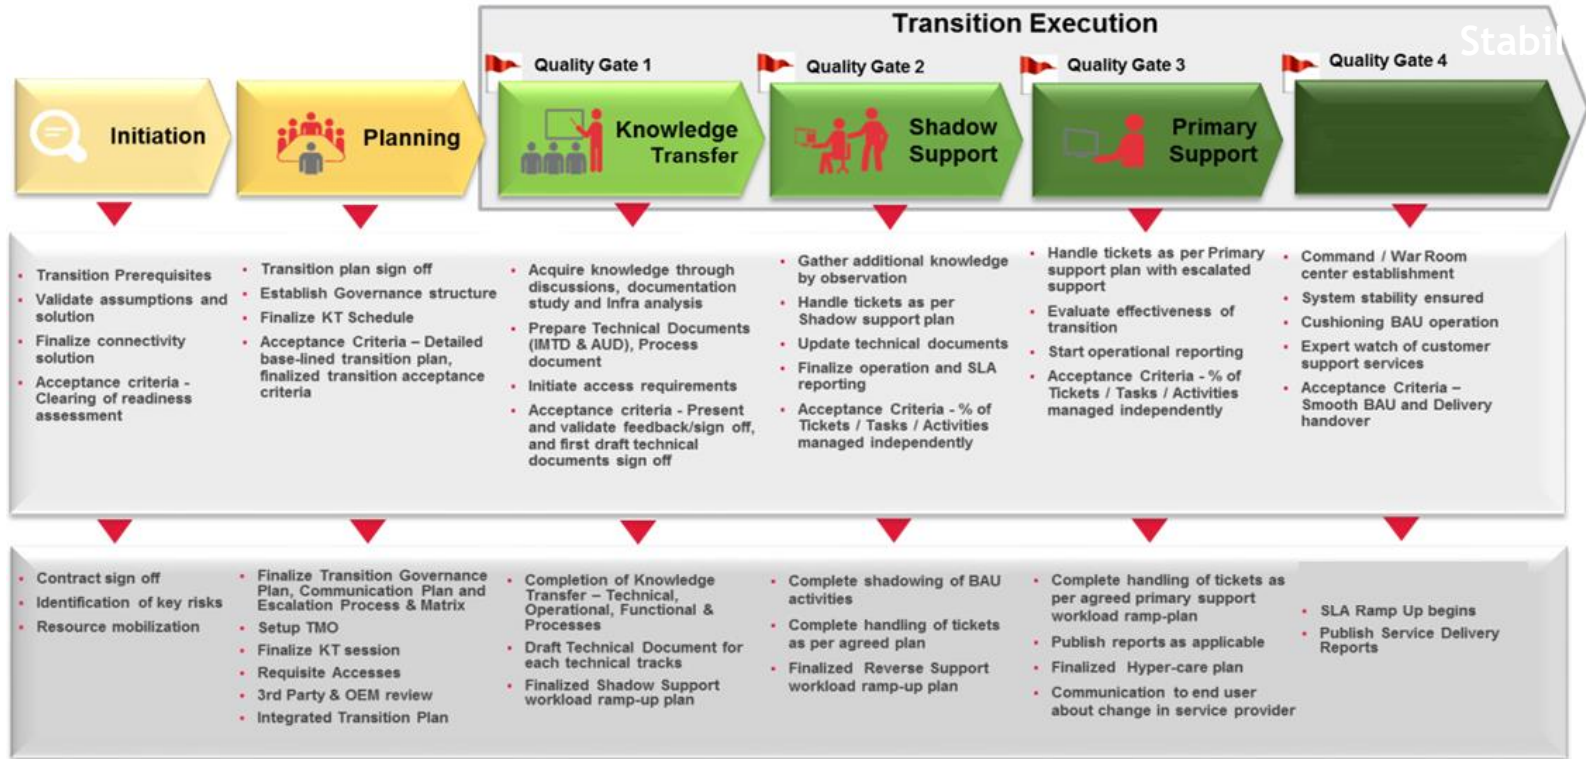 Transition Execution
Stabil
Quality Gate 1
Quality Gate 2
Quality Gate 3
Quality Gate 4
Initiation
Planning
Knowledge
Transfer
Shadow
Support
Primary
Support
• Transition Prerequisites
• Validate assumptions and
solution
• Finalize connectivity
solution
• Acceptance criteria -
Clearing of readiness
assessment
• Transition plan sign off
• Establish Governance structure
• Finalize KT Schedule
• Acceptance Criteria – Detailed
base-lined transition plan,
finalized transition acceptance
criteria
• Acquire knowledge through
discussions, documentation
study and Infra analysis
• Prepare Technical Documents
(IMTD & AUD), Process
document
• Initiate access requirements
• Acceptance criteria - Present
and validate feedback/sign off,
and first draft technical
documents sign off
• Gather additional knowledge
by observation
• Handle tickets as per
Shadow support plan
• Update technical documents
• Finalize operation and SLA
reporting
• Acceptance Criteria - % of
Tickets / Tasks / Activities
managed independently
• Handle tickets as per Primary
support plan with escalated
support
• Evaluate effectiveness of
transition
• Start operational reporting
• Acceptance Criteria - % of
Tickets / Tasks / Activities
managed independently
• Command / War Room
center establishment
• System stability ensured
• Cushioning BAU operation
• Expert watch of customer
support services
• Acceptance Criteria –
Smooth BAU and Delivery
handover
• Contract sign off
• Identification of key risks
• Resource mobilization
• Finalize Transition Governance
Plan, Communication Plan and
Escalation Process & Matrix
• Setup TMO
• Finalize KT session
• Requisite Accesses
• 3rd Party & OEM review
• Integrated Transition Plan
• Completion of Knowledge
Transfer – Technical,
Operational, Functional &
Processes
• Draft Technical Document for
each technical tracks
• Finalized Shadow Support
workload ramp-up plan
• Complete shadowing of BAU
activities
• Complete handling of tickets
as per agreed plan
• Finalized Reverse Support
workload ramp-up plan
• Complete handling of tickets as
per agreed primary support
workload ramp-plan
• Publish reports as applicable
• Finalized Hyper-care plan
• Communication to end user
about change in service provider
• SLA Ramp Up begins
• Publish Service Delivery
Reports